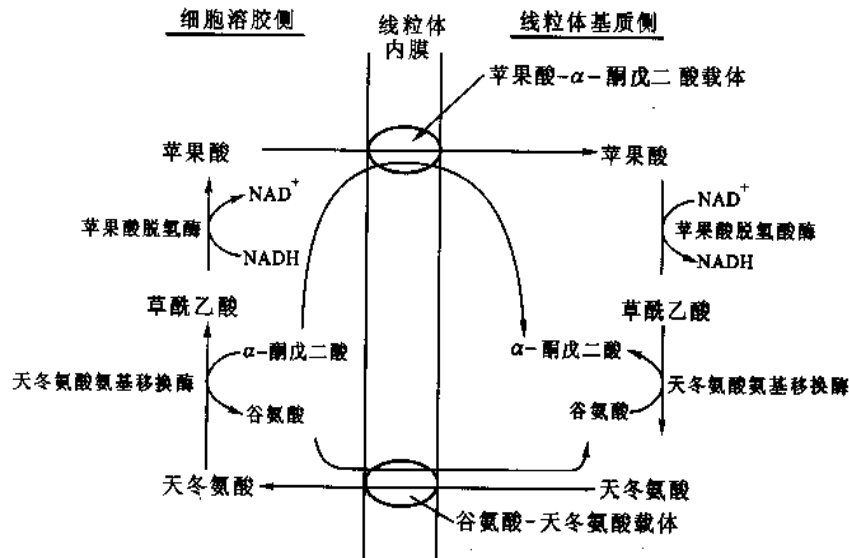 细胞溶胶侧
线粒体
内膜
线粒体基质侧
苹果酸-α-酮戊二酸载体
苹果酸
苹果酸
NAD⁺
NAD⁺
苹果酸脱氢酶
苹果酸脱氢酸酶
NADH
NADH
草酰乙酸
草酰乙酸
α-酮戊二酸
α-酮戊二酸
天冬氨酸氨基移换酶
天冬氨酸氨基移换酶
谷氨酸
谷氨酸
天冬氨酸
天冬氨酸
谷氨酸-天冬氨酸载体